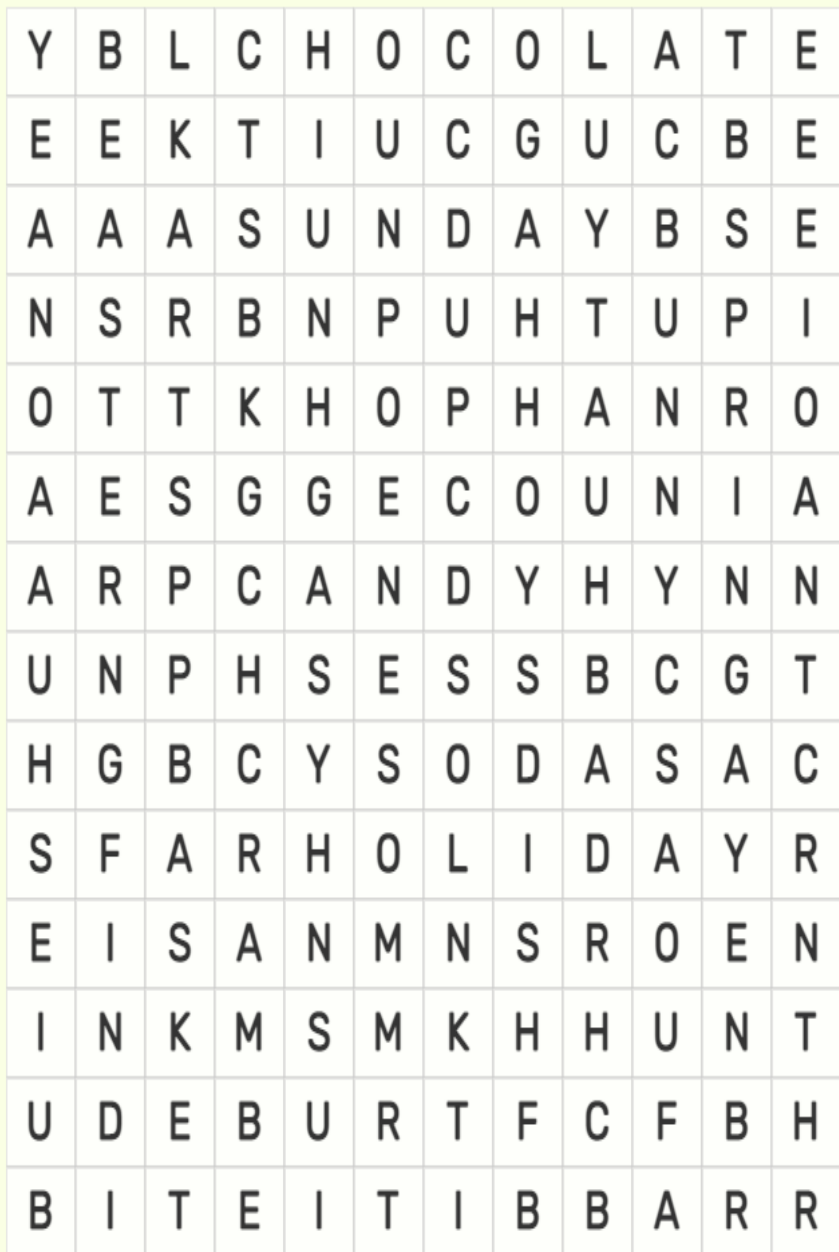 Y B L C H O C O L A T E
E E K T I U C G U C B E
A A A S U N D A Y B S E
N S R B N P U H T U P I
O T T K H O P H A N R O
A E S G G E C O U N I A
A R P C A N D Y H Y N N
U N P H S E S S B C G T
H G B C Y S O D A S A C
S F A R H O L I D A Y R
E I S A N M N S R O E N
I N K M S M K H H U N T
U D E B U R T F C F B H
B I T E I T I B B A R R